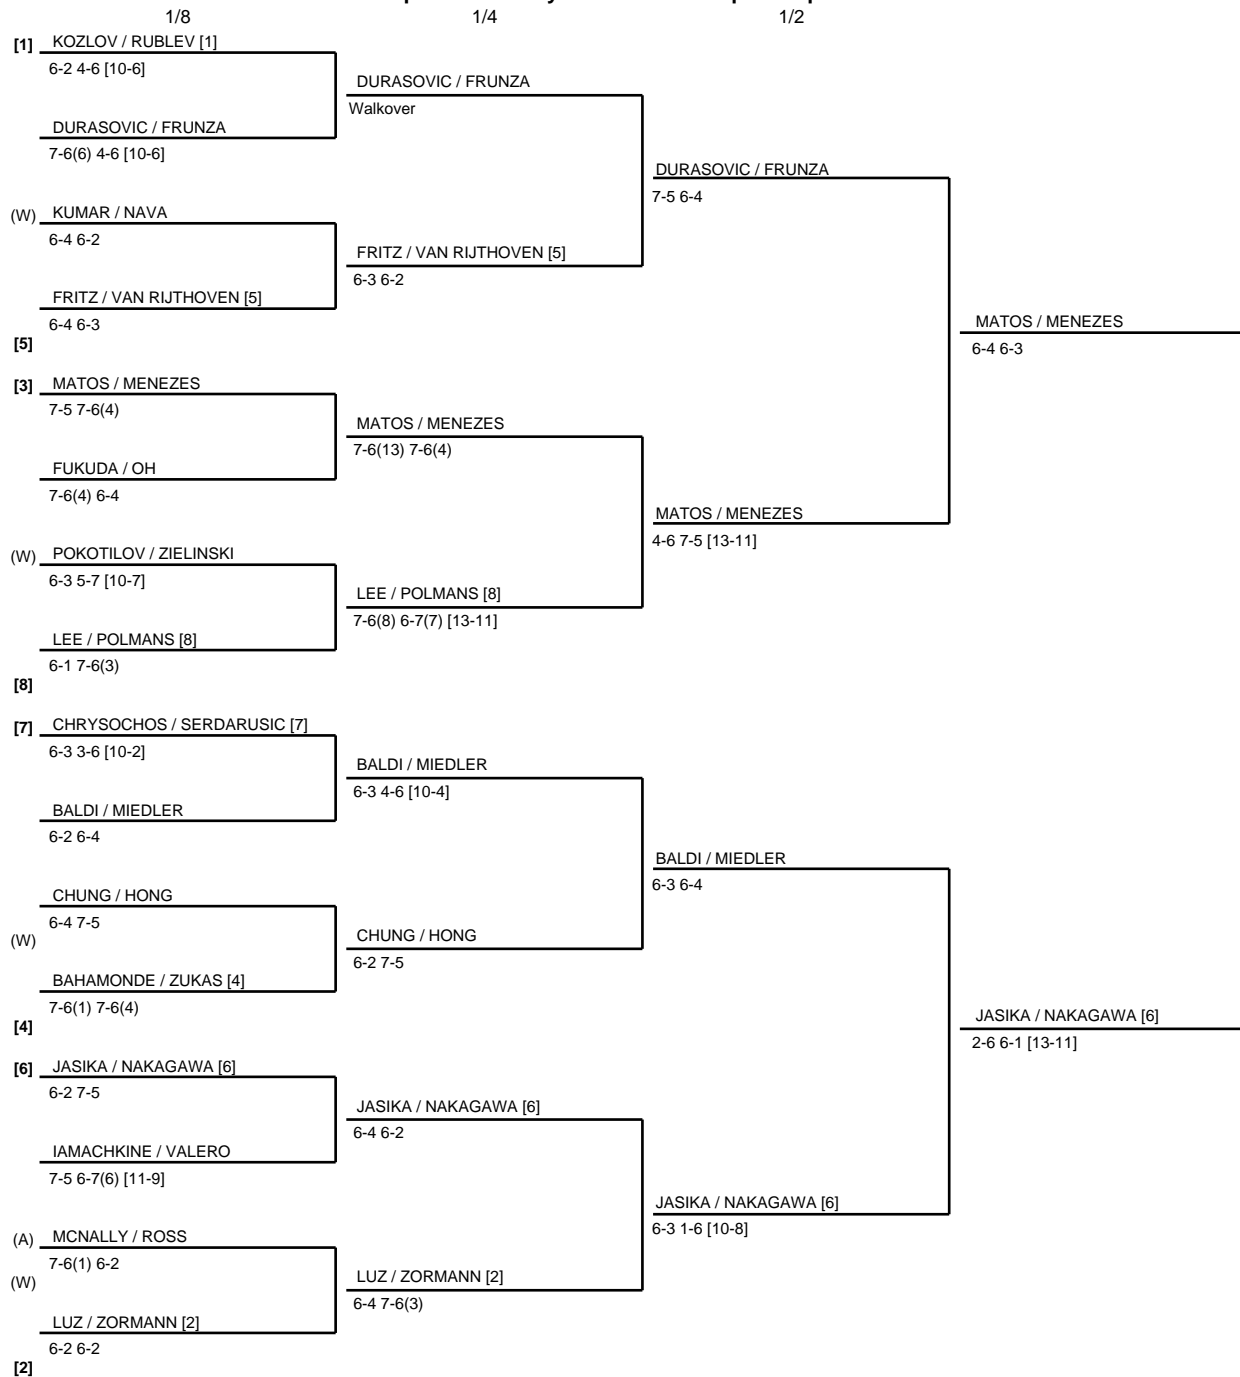 1/8 1/4 1/2
[1] KOZLOV / RUBLEV [1]
6-2 4-6 [10-6]
DURASOVIC / FRUNZA
Walkover
DURASOVIC / FRUNZA
7-6(6) 4-6 [10-6]
DURASOVIC / FRUNZA
7-5 6-4
(W) KUMAR / NAVA
6-4 6-2
FRITZ / VAN RIJTHOVEN [5]
6-3 6-2
FRITZ / VAN RIJTHOVEN [5]
6-4 6-3
[5]
MATOS / MENEZES
6-4 6-3
[3] MATOS / MENEZES
7-5 7-6(4)
MATOS / MENEZES
7-6(13) 7-6(4)
FUKUDA / OH
7-6(4) 6-4
MATOS / MENEZES
4-6 7-5 [13-11]
(W) POKOTILOV / ZIELINSKI
6-3 5-7 [10-7]
LEE / POLMANS [8]
7-6(8) 6-7(7) [13-11]
LEE / POLMANS [8]
6-1 7-6(3)
[8]
[7] CHRYSOCHOS / SERDARUSIC [7]
6-3 3-6 [10-2]
BALDI / MIEDLER
6-3 4-6 [10-4]
BALDI / MIEDLER
6-2 6-4
BALDI / MIEDLER
6-3 6-4
CHUNG / HONG
6-4 7-5
(W)
CHUNG / HONG
6-2 7-5
BAHAMONDE / ZUKAS [4]
7-6(1) 7-6(4)
[4]
JASIKA / NAKAGAWA [6]
2-6 6-1 [13-11]
[6] JASIKA / NAKAGAWA [6]
6-2 7-5
JASIKA / NAKAGAWA [6]
6-4 6-2
IAMACHKINE / VALERO
7-5 6-7(6) [11-9]
JASIKA / NAKAGAWA [6]
6-3 1-6 [10-8]
(A) MCNALLY / ROSS
7-6(1) 6-2
(W)
LUZ / ZORMANN [2]
6-4 7-6(3)
LUZ / ZORMANN [2]
6-2 6-2
[2]